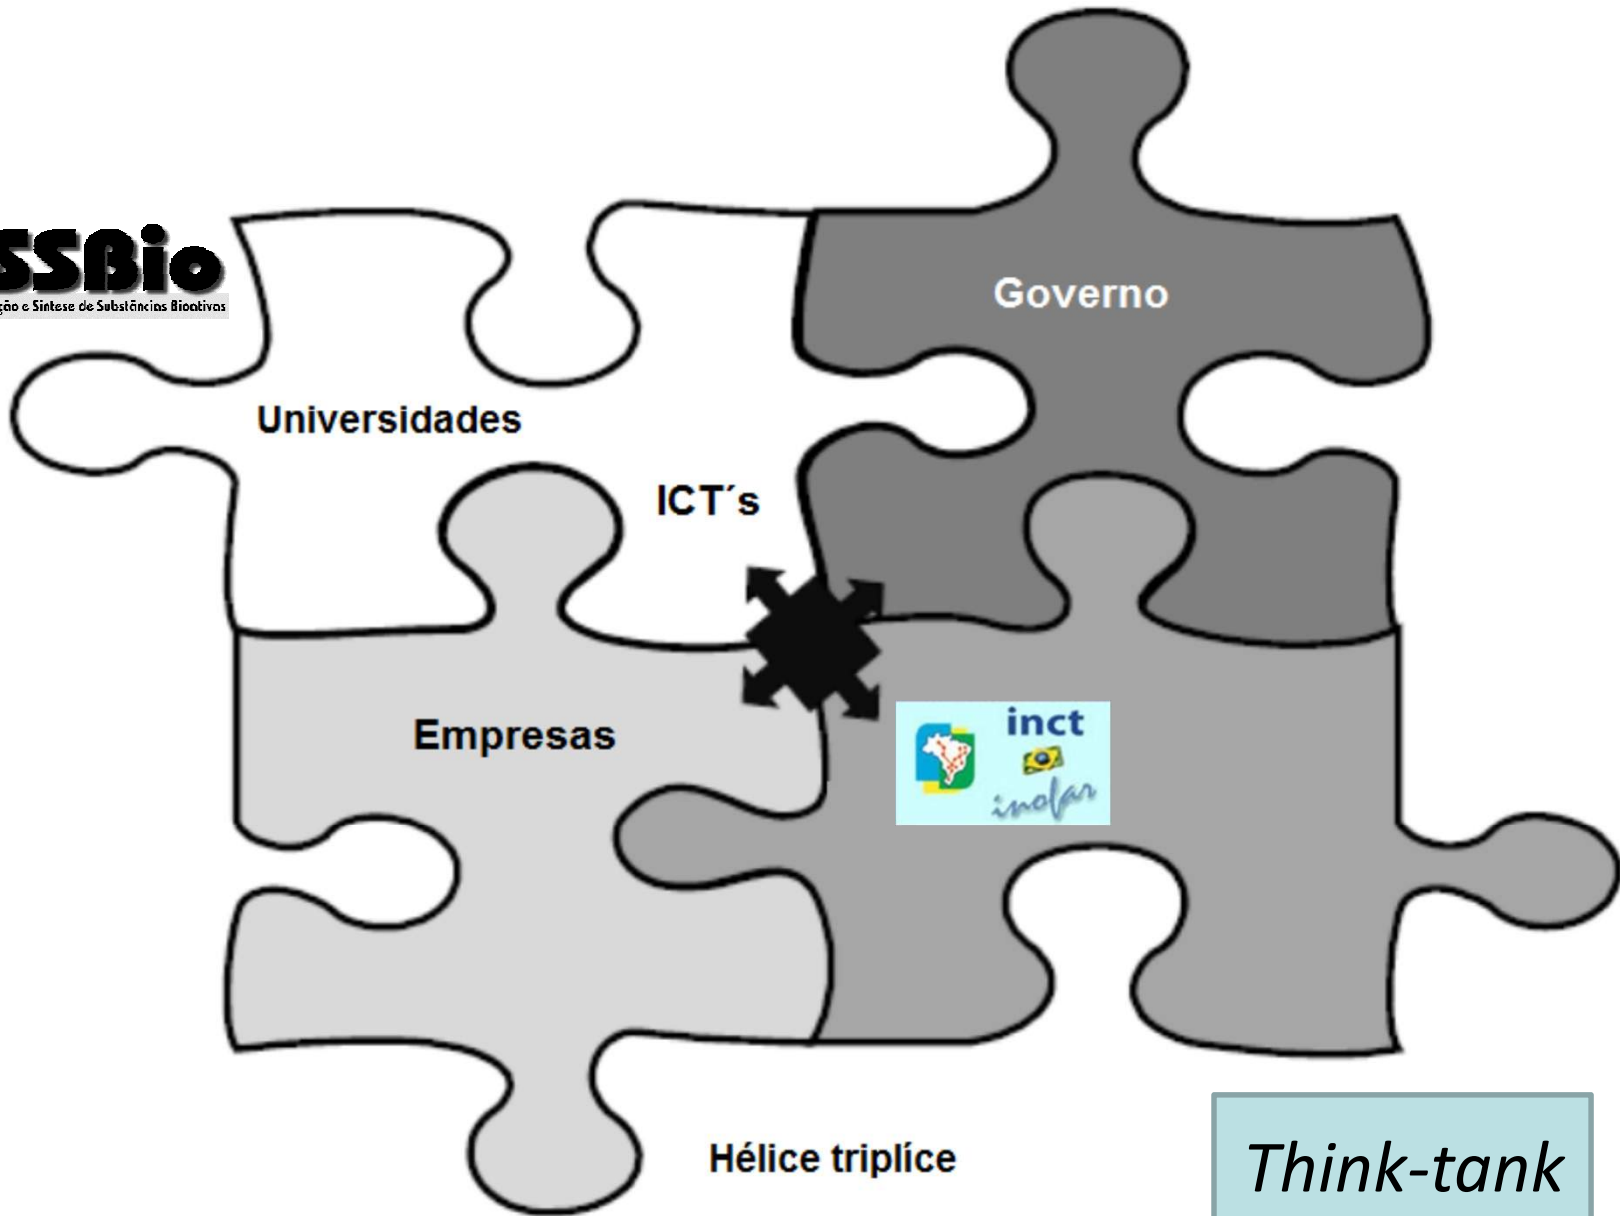 Governo
SSBio
ção e Síntese de Substâncias Bioativas
Universidades
ICT´s
Empresas
inct
inofar
Hélice triplíce
Think-tank